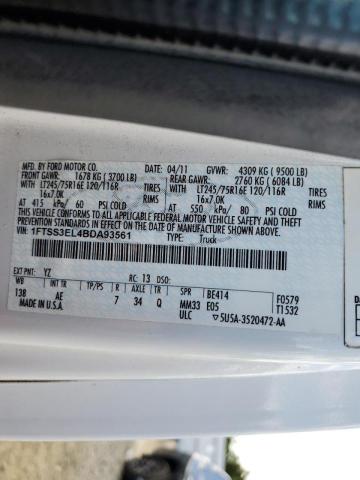 MFD. BY FORD MOTOR CO.
DATE: 04/11 GVWR: 4309 KG ( 9500 LB)
FRONT GAWR: 1678 KG ( 3700 LB) REAR GAWR: 2760 KG ( 6084 LB)
WITH LT245/75R16E 120/116R TIRES WITH LT245/75R16E 120/116R TIRES
16x7.0K RIMS 16x7.0K RIMS
AT 415 kPa/ 60 PSI COLD AT 550 kPa/ 80 PSI COLD
THIS VEHICLE CONFORMS TO ALL APPLICABLE FEDERAL MOTOR VEHICLE SAFETY
AND THEFT PREVENTION STANDARDS IN EFFECT ON THE DATE OF MANUFACTURE
SHOWN ABOVE.
VIN: 1FTSS3EL4BDA93561 TYPE: Truck
EXT PNT: YZ RC: 13 DSO:
WB INT TR TP/PS R AXLE TR SPR BE414 F0579
138 AE 7 34 Q MM33 E05 T1532
MADE IN U.S.A. ULC 5U5A-3520472-AA